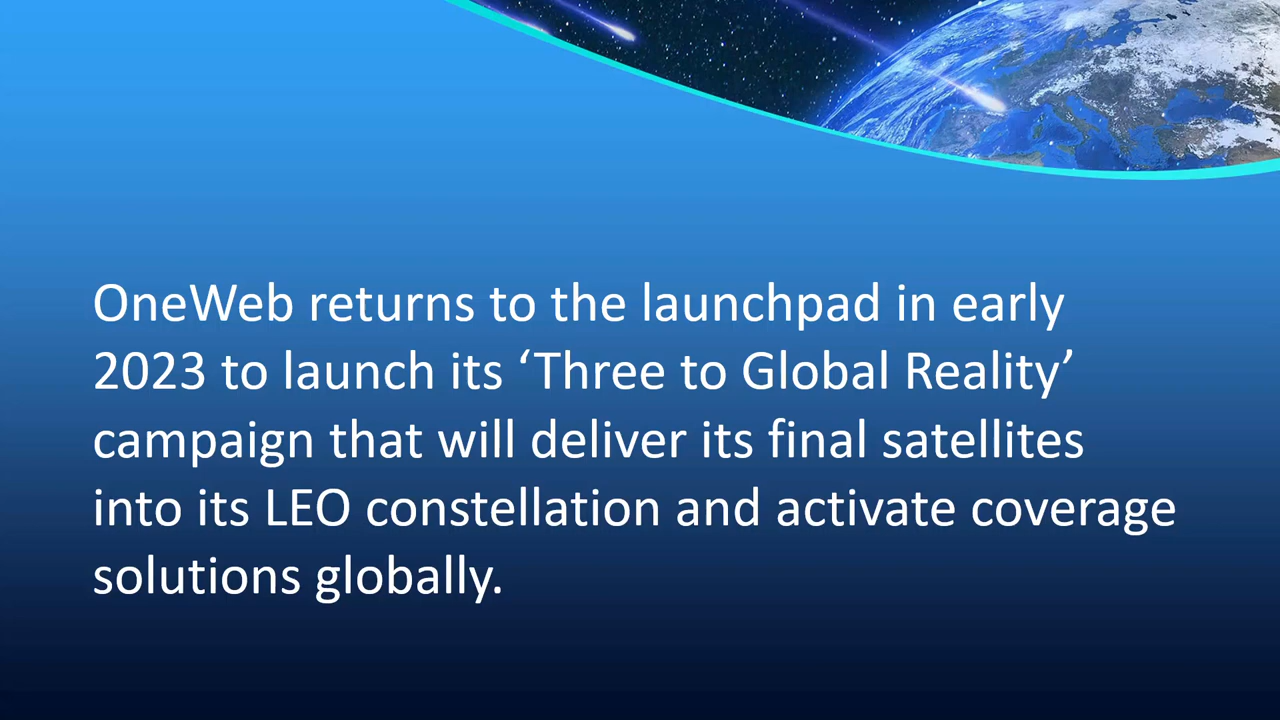 OneWeb returns to the launchpad in early
2023 to launch its ‘Three to Global Reality’
campaign that will deliver its final satellites
into its LEO constellation and activate coverage
solutions globally.